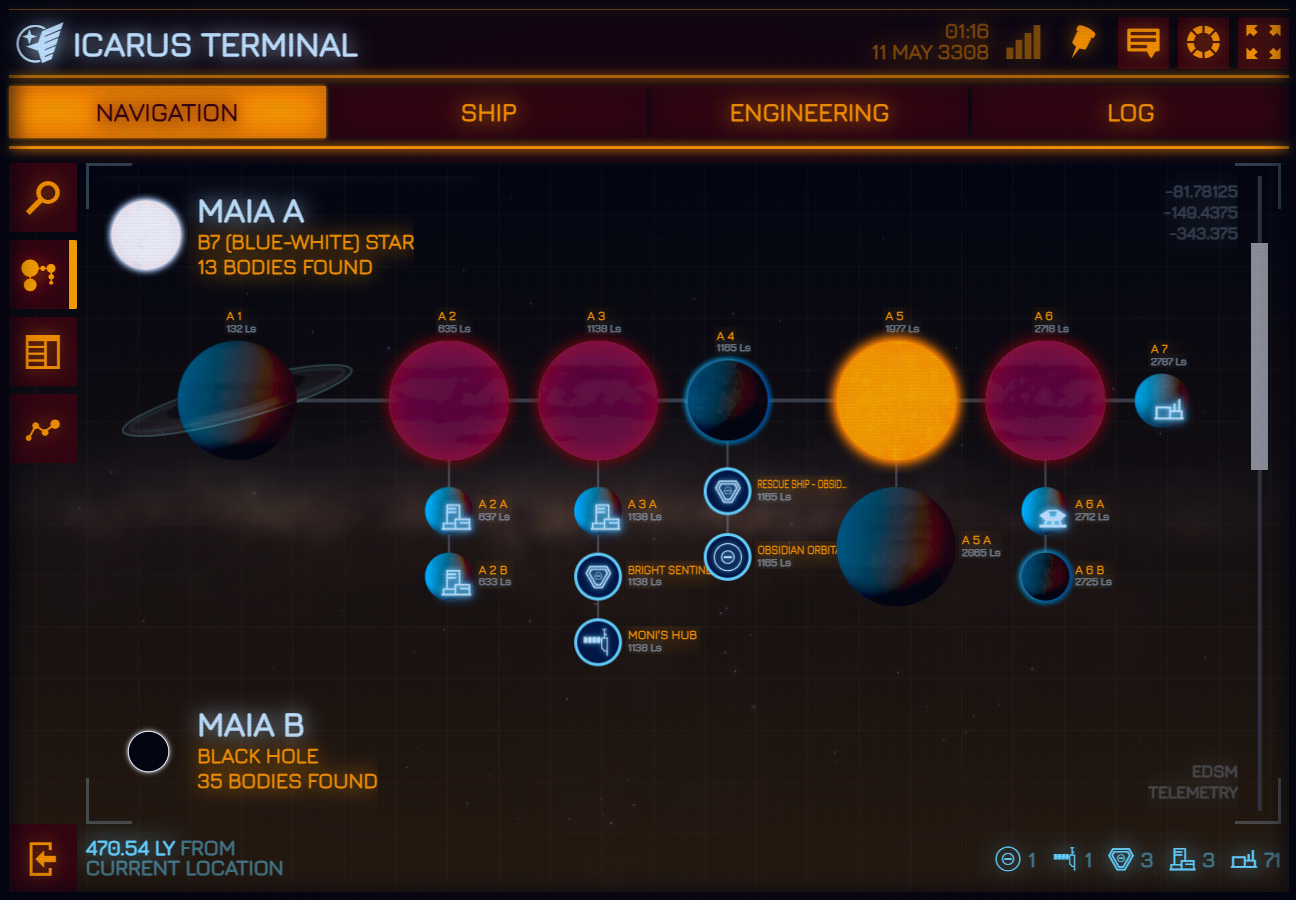 ICARUS TERMINAL
01:16
11 MAY 3308
NAVIGATION
SHIP
ENGINEERING
LOG
-81.78125
-149.4375
-343.375
MAIA A
B7 (BLUE-WHITE) STAR
13 BODIES FOUND
A 1
132 Ls
A 2
635 Ls
A 3
1138 Ls
A 4
1165 Ls
A 5
1977 Ls
A 6
2718 Ls
A 7
2787 Ls
A 2 A
637 Ls
A 2 B
633 Ls
A 3 A
1138 Ls
BRIGHT SENTINE
1138 Ls
MONI'S HUB
1138 Ls
RESCUE SHIP - OBSID...
1165 Ls
OBSIDIAN ORBITA
1165 Ls
A 5 A
2065 Ls
A 6 A
2712 Ls
A 6 B
2725 Ls
MAIA B
BLACK HOLE
35 BODIES FOUND
EDSM
TELEMETRY
470.54 LY FROM
CURRENT LOCATION
1 1 3 3 71